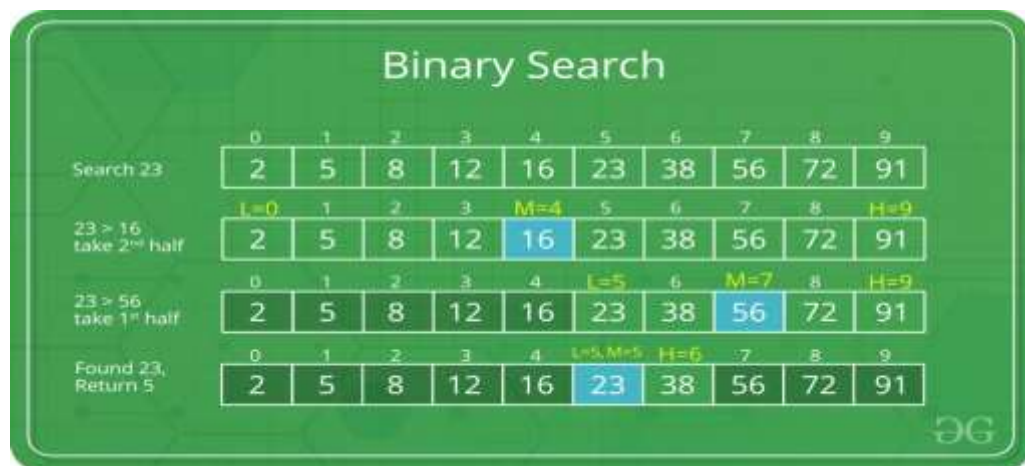 Binary Search
0 1 2 3 4 5 6 7 8 9
Search 23 2 5 8 12 16 23 38 56 72 91
L=0 1 2 3 M=4 5 6 7 8 H=9
23 > 16
take 2nd half 2 5 8 12 16 23 38 56 72 91
0 1 2 3 4 L=5 6 M=7 8 H=9
23 > 56
take 1st half 2 5 8 12 16 23 38 56 72 91
0 1 2 3 4 L=5, M=5 H=6 7 8 9
Found 23,
Return 5 2 5 8 12 16 23 38 56 72 91